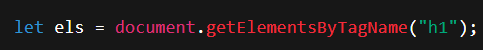 let els = document.getElementsByTagName("h1");